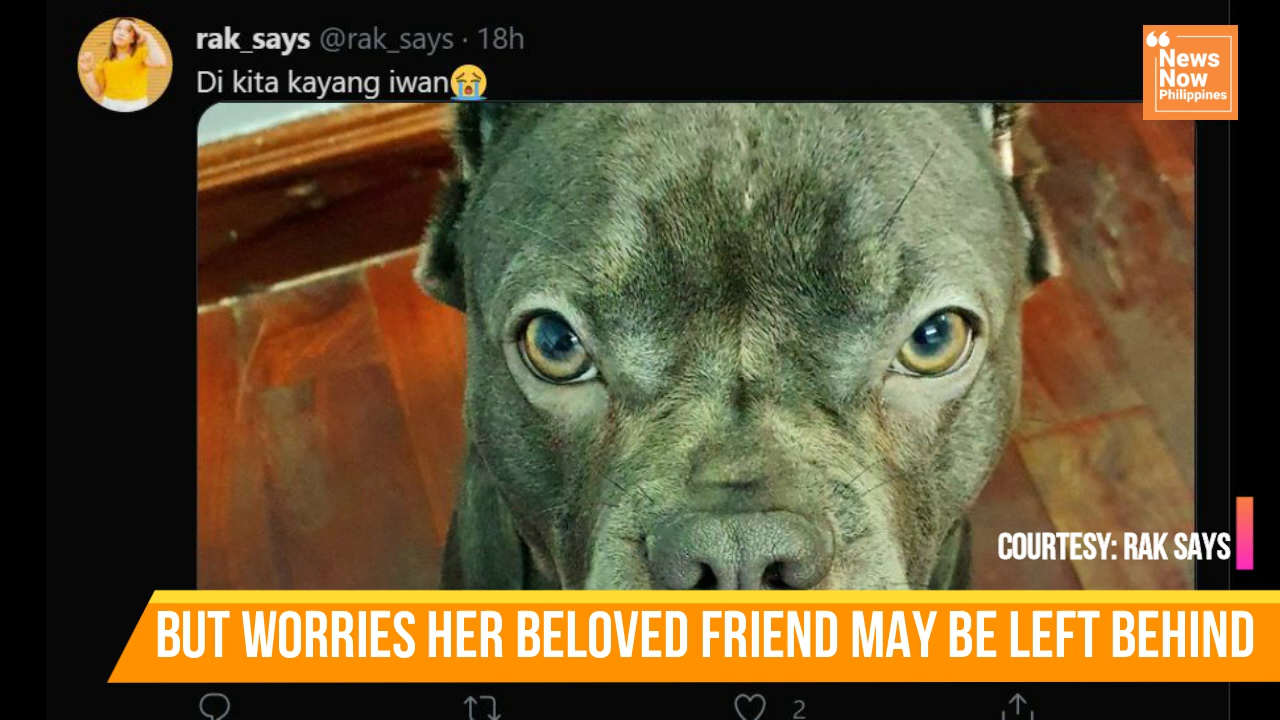 rak_says @rak_says · 18h
Di kita kayang iwan😭
❝
News
Now
Philippines
COURTESY: RAK SAYS
BUT WORRIES HER BELOVED FRIEND MAY BE LEFT BEHIND
2